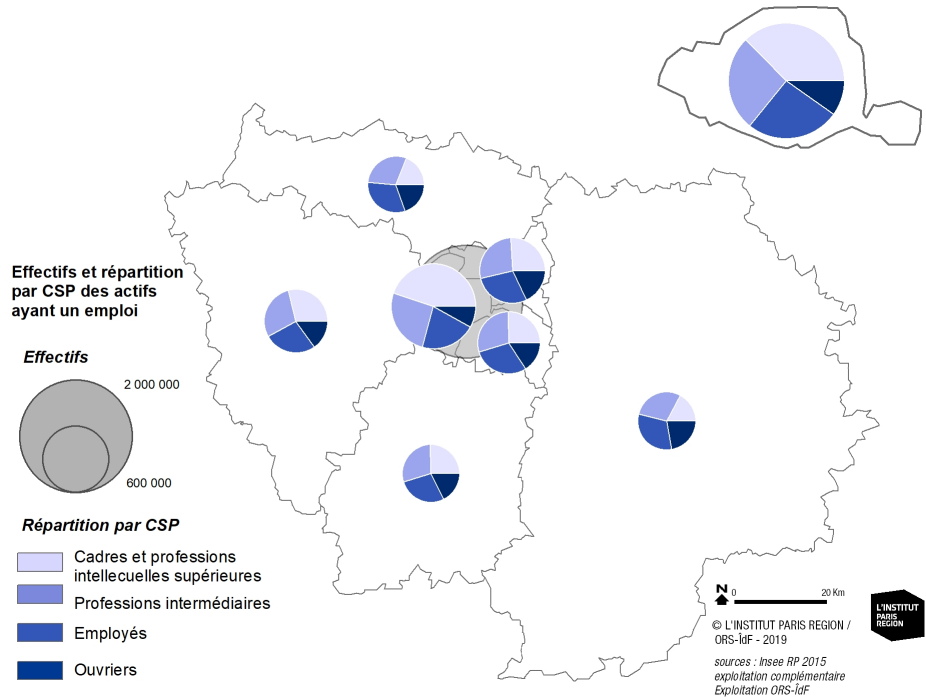 Effectifs et répartition
par CSP des actifs
ayant un emploi
Effectifs
2 000 000
600 000
Répartition par CSP
Cadres et professions
intellecuelles supérieures
Professions intermédiaires
Employés
Ouvriers
N
0 20 Km
© L'INSTITUT PARIS REGION /
ORS-ÎdF - 2019
sources : Insee RP 2015
exploitation complémentaire
Exploitation ORS-ÎdF
L'INSTITUT
PARIS
REGION